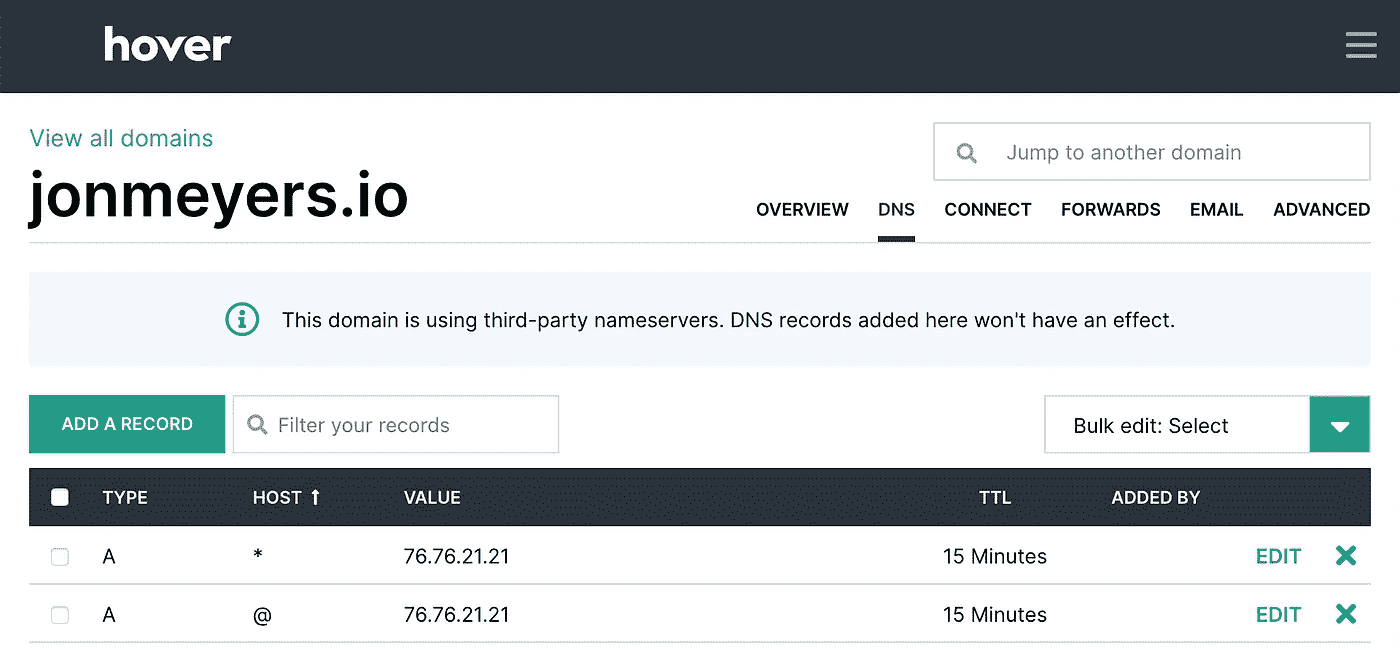 hover
View all domains
Jump to another domain
jonmeyers.io
OVERVIEW DNS CONNECT FORWARDS EMAIL ADVANCED
This domain is using third-party nameservers. DNS records added here won't have an effect.
ADD A RECORD Filter your records Bulk edit: Select
TYPE HOST ↑ VALUE TTL ADDED BY
A * 76.76.21.21 15 Minutes EDIT
A @ 76.76.21.21 15 Minutes EDIT